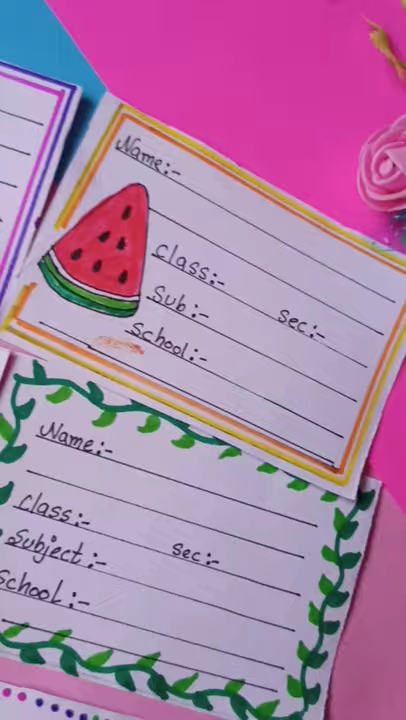 Name:-
Class:-
Sub:- Sec:-
School:-
Name:-
Class:-
Subject:- Sec:-
School:-